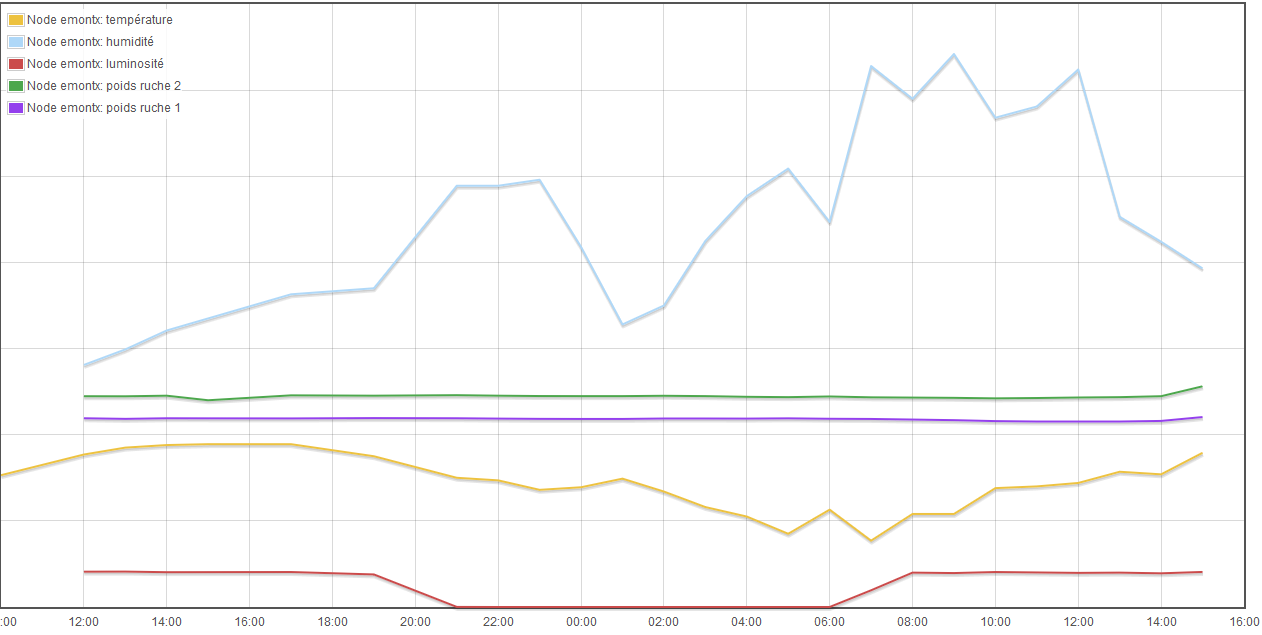 Node emontx: température
Node emontx: humidité
Node emontx: luminosité
Node emontx: poids ruche 2
Node emontx: poids ruche 1
:00 12:00 14:00 16:00 18:00 20:00 22:00 00:00 02:00 04:00 06:00 08:00 10:00 12:00 14:00 16:00